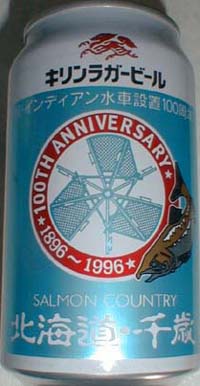 キリンラガービール
インディアン水車設置100周
100TH ANNIVERSARY
★1896〜1996★
SALMON COUNTRY
北海道・千歳